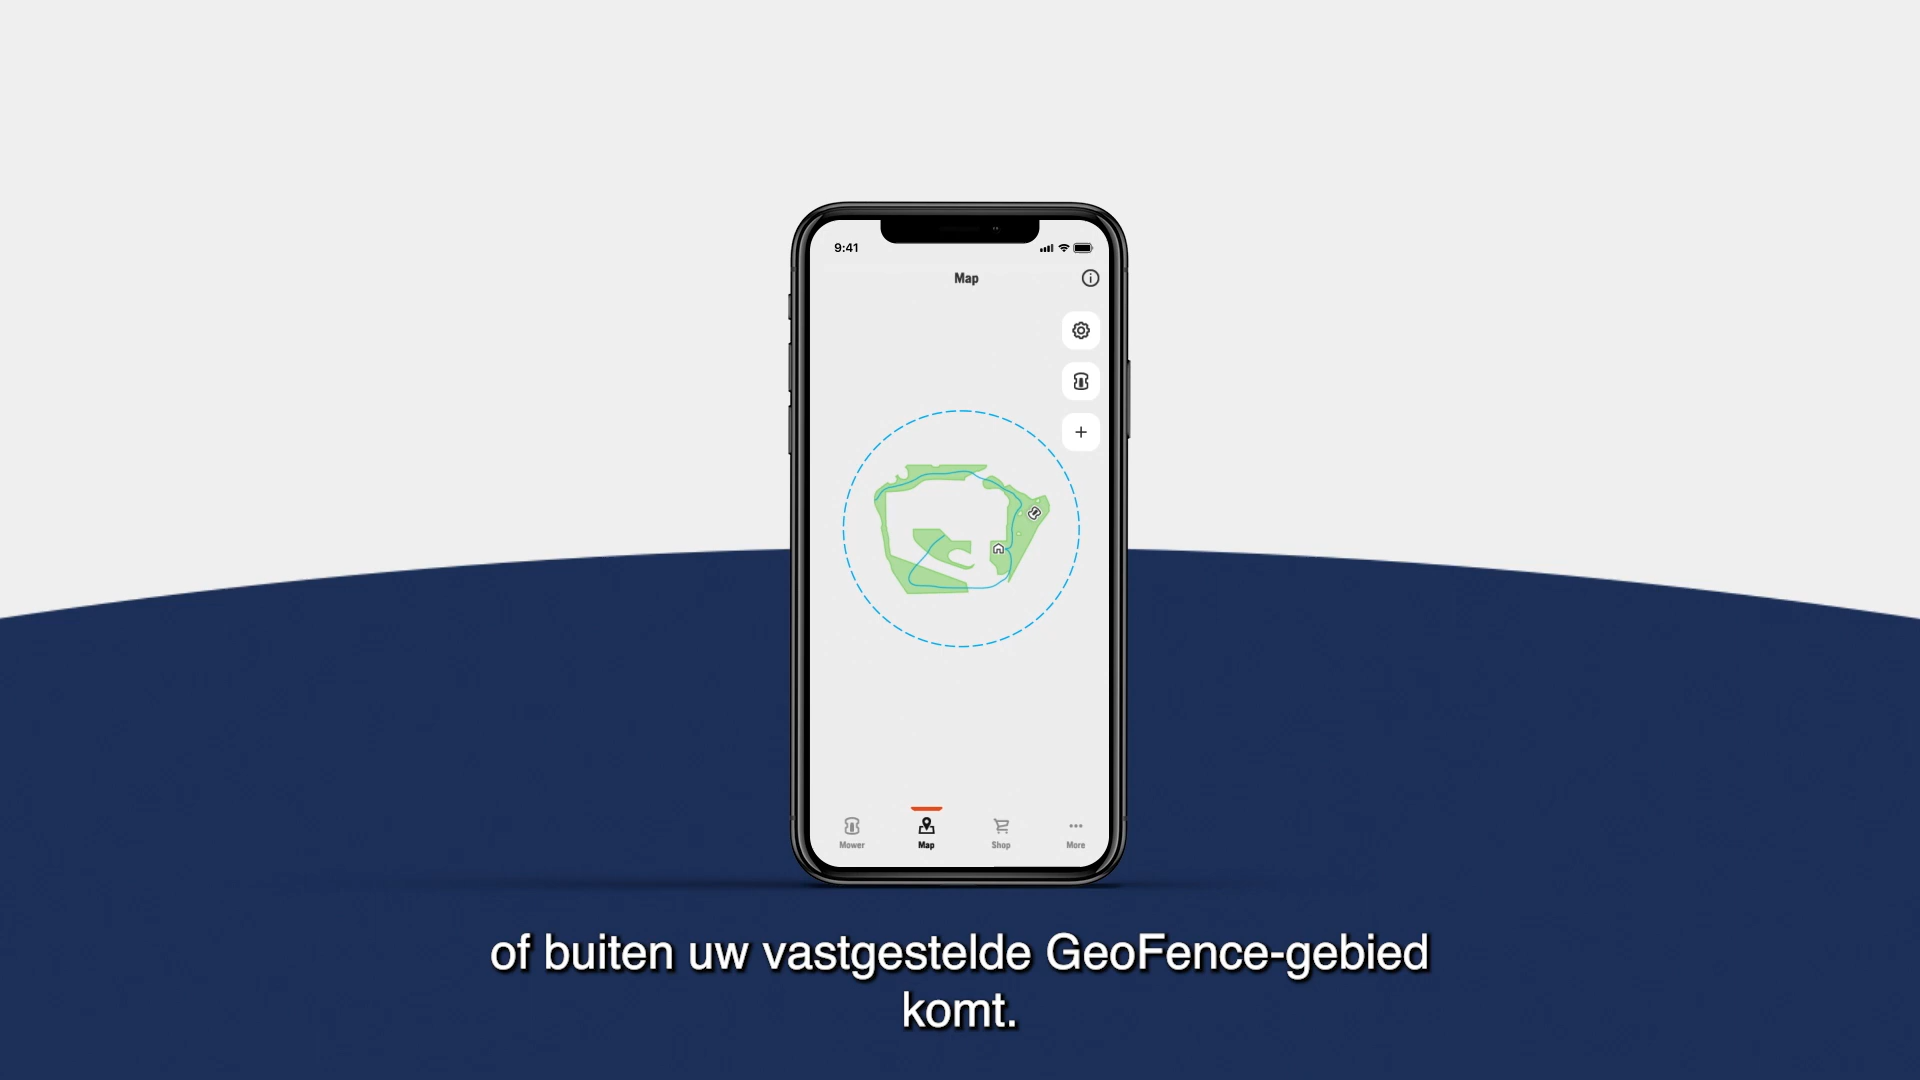 9:41
Map
Mower
Map
Shop
More
of buiten uw vastgestelde GeoFence-gebied
komt.